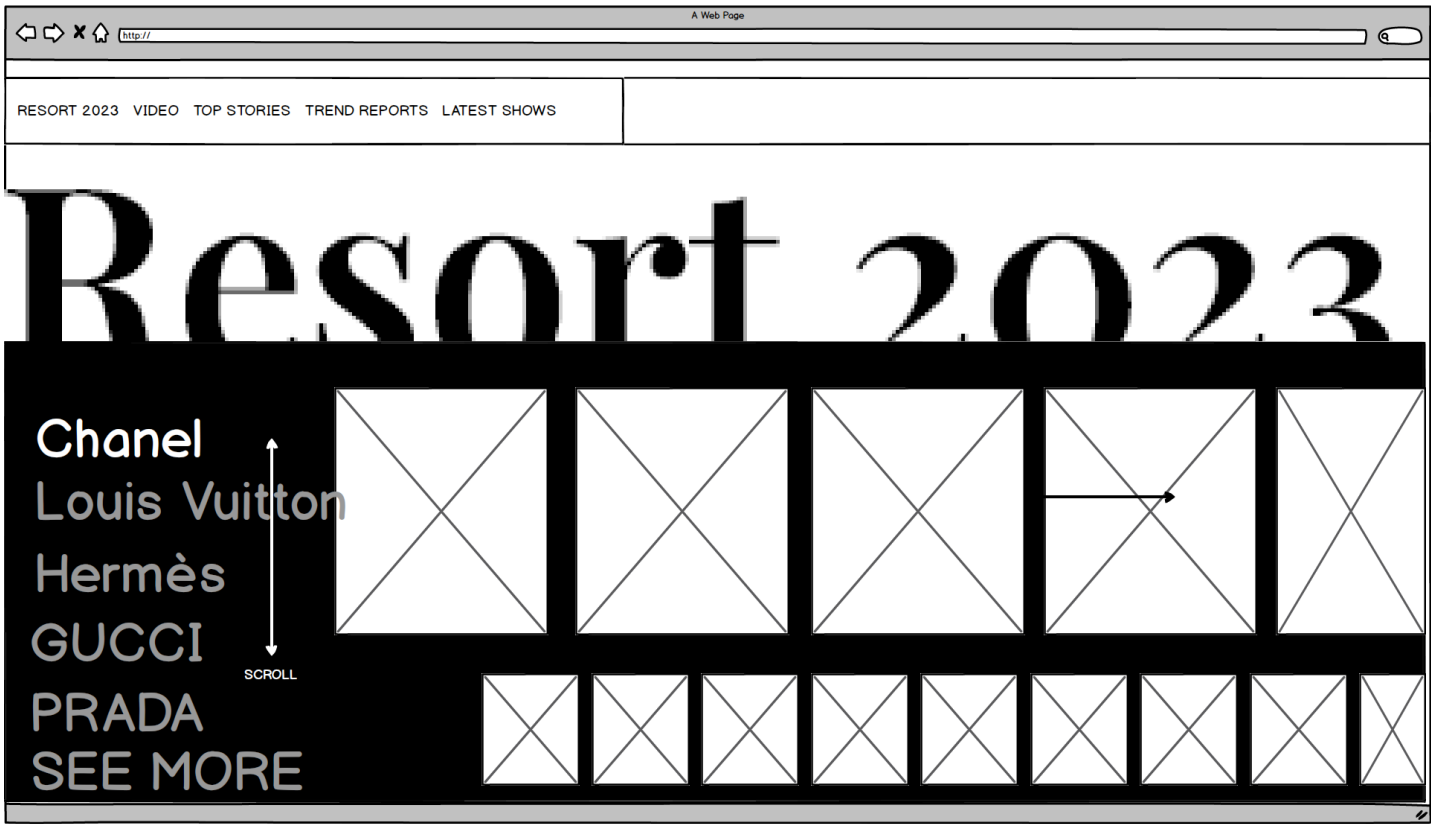 A Web Page
http://
RESORT 2023 VIDEO TOP STORIES TREND REPORTS LATEST SHOWS
Resort 2023
Chanel
Louis Vuitton
Hermès
GUCCI
SCROLL
PRADA
SEE MORE